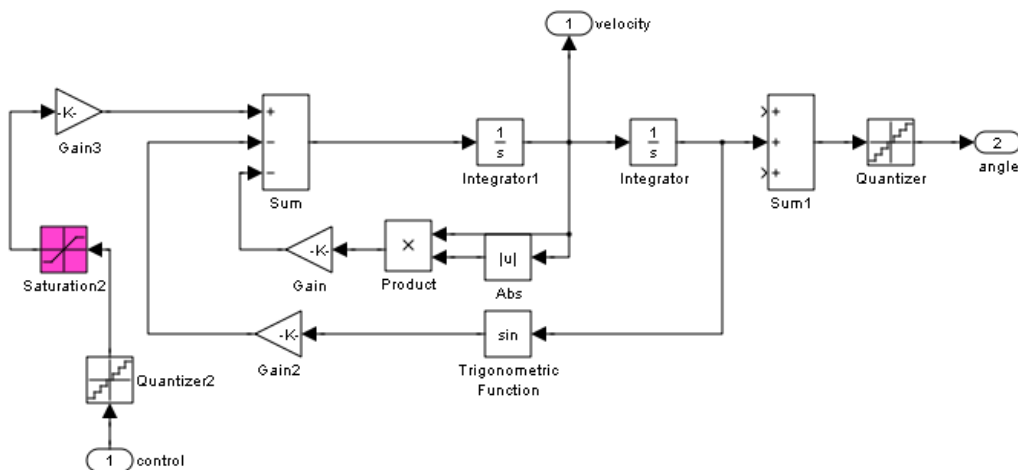 1
velocity
-K-
Gain3
+
-
-
Sum
1
s
Integrator1
1
s
Integrator
+
+
+
Sum1
Quantizer
2
angle
Saturation2
-K-
Gain
×
Product
|u|
Abs
-K-
Gain2
sin
Trigonometric
Function
Quantizer2
1
control